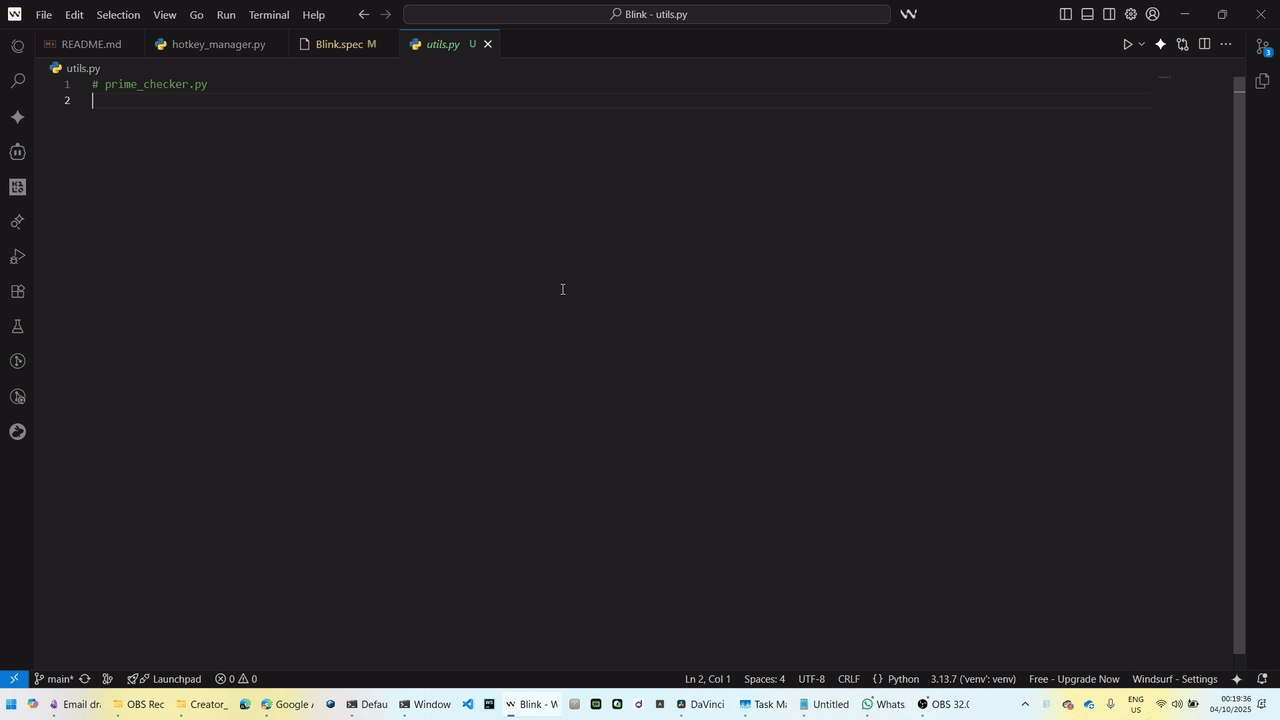 File Edit Selection View Go Run Terminal Help Blink - utils.py
README.md hotkey_manager.py Blink.spec M utils.py U
utils.py
1 # prime_checker.py
2
main* Launchpad 0 0 Ln 2, Col 1 Spaces: 4 UTF-8 CRLF {} Python 3.13.7 ('venv': venv) Free - Upgrade Now Windsurf - Settings
3
Email dr OBS Rec Creator_ Google A Defau Window Blink - W DaVinci Task Ma Untitled Whats OBS 32.0
ENG
US
00:19:36
04/10/2025